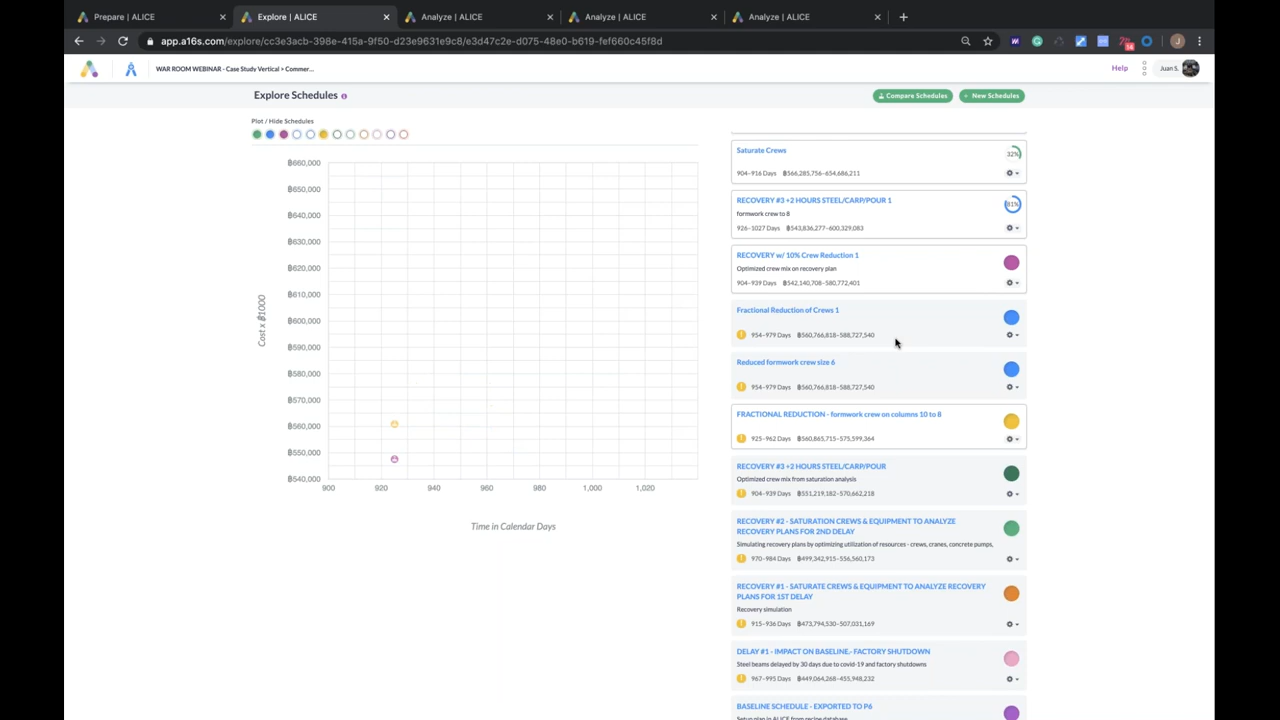 Prepare | ALICE
Explore | ALICE
Analyze | ALICE
Analyze | ALICE
Analyze | ALICE
app.a16s.com/explore/cc3e3acb-398e-415a-9f50-d23e9631e9c8/e3d47c2e-d075-48e0-b619-fef660c45f8d
WAR ROOM WEBINAR - Case Study Vertical > Commer...
Help
Juan S.
Explore Schedules
Compare Schedules
+ New Schedules
Plot / Hide Schedules
฿660,000
฿650,000
฿640,000
฿630,000
฿620,000
฿610,000
฿600,000
฿590,000
฿580,000
฿570,000
฿560,000
฿550,000
฿540,000
Cost x ฿1000
900
920
940
960
980
1,000
1,020
Time in Calendar Days
Saturate Crews
32%
904–916 Days ฿566,285,756–654,686,211
RECOVERY #3 +2 HOURS STEEL/CARP/POUR 1
81%
formwork crew to 8
926–1027 Days ฿543,836,277–600,329,083
RECOVERY w/ 10% Crew Reduction 1
Optimized crew mix on recovery plan
904–939 Days ฿542,140,708–580,772,401
Fractional Reduction of Crews 1
954–979 Days ฿560,766,818–588,727,540
Reduced formwork crew size 6
954–979 Days ฿560,766,818–588,727,540
FRACTIONAL REDUCTION - formwork crew on columns 10 to 8
925–962 Days ฿560,865,715–575,599,364
RECOVERY #3 +2 HOURS STEEL/CARP/POUR
Optimized crew mix from saturation analysis
904–939 Days ฿551,219,182–570,662,218
RECOVERY #2 - SATURATION CREWS & EQUIPMENT TO ANALYZE
RECOVERY PLANS FOR 2ND DELAY
Simulating recovery plans by optimizing utilization of resources - crews, cranes, concrete pumps,
970–984 Days ฿499,342,915–556,560,173
RECOVERY #1 - SATURATE CREWS & EQUIPMENT TO ANALYZE RECOVERY
PLANS FOR 1ST DELAY
Recovery simulation
915–936 Days ฿473,794,530–507,031,169
DELAY #1 - IMPACT ON BASELINE.- FACTORY SHUTDOWN
Steel beams delayed by 30 days due to covid-19 and factory shutdowns
967–995 Days ฿449,064,268–455,948,232
BASELINE SCHEDULE - EXPORTED TO P6
Setup plan in ALICE from recipe database